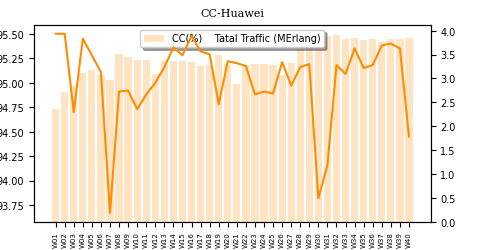 CC-Huawei
CC(%)
Tatal Traffic (MErlang)
95.50
95.25
95.00
94.75
94.50
94.25
94.00
93.75
4.0
3.5
3.0
2.5
2.0
1.5
1.0
0.5
0.0
W01
W02
W03
W04
W05
W06
W07
W08
W09
W10
W11
W12
W13
W14
W15
W16
W17
W18
W19
W20
W21
W22
W23
W24
W25
W26
W27
W28
W29
W30
W31
W32
W33
W34
W35
W36
W37
W38
W39
W40